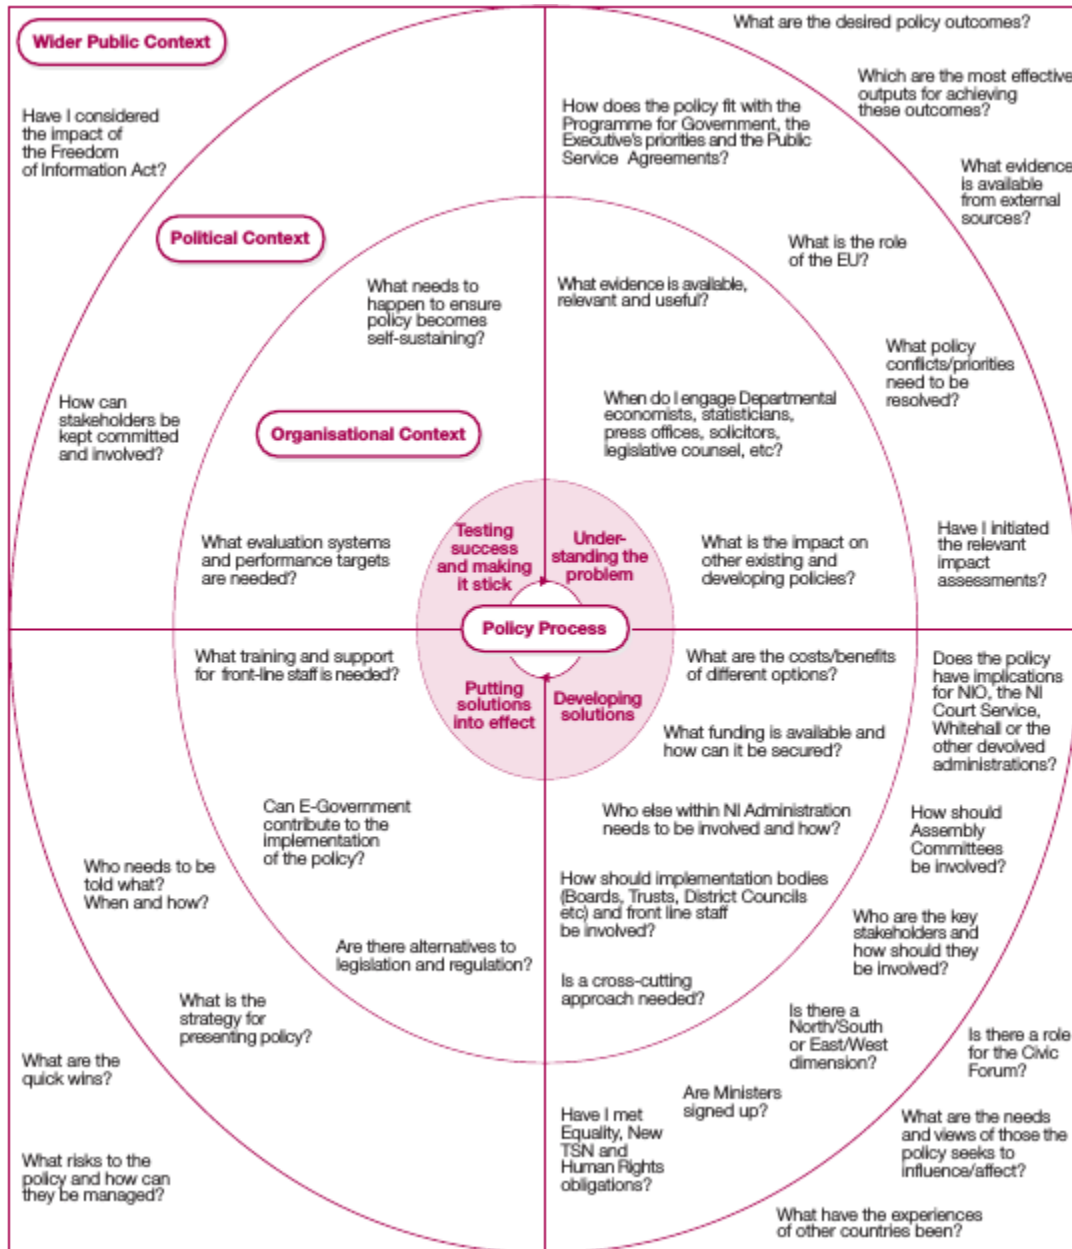 Wider Public Context
Have I considered
the impact of
the Freedom
of Information Act?
Political Context
What needs to
happen to ensure
policy becomes
self-sustaining?
How can
stakeholders be
kept committed
and involved?
Organisational Context
What evaluation systems
and performance targets
are needed?
Testing
success
and making
it stick
What are the desired policy outcomes?
Which are the most effective
outputs for achieving
these outcomes?
How does the policy fit with the
Programme for Government, the
Executive's priorities and the Public
Service Agreements?
What evidence
is available
from external
sources?
What is the role
of the EU?
What evidence is available,
relevant and useful?
What policy
conflicts/priorities
need to be
resolved?
When do I engage Departmental
economists, statisticians,
press offices, solicitors,
legislative counsel, etc?
Under-
standing the
problem
What is the impact on
other existing and
developing policies?
Have I initiated
the relevant
impact
assessments?
Policy Process
What training and support
for front-line staff is needed?
Putting
solutions
into effect
Can E-Government
contribute to the
implementation
of the policy?
Who needs to be
told what?
When and how?
Are there alternatives to
legislation and regulation?
What is the
strategy for
presenting policy?
What are the
quick wins?
What risks to the
policy and how can
they be managed?
Developing
solutions
What are the costs/benefits
of different options?
Does the policy
have implications
for NIO, the NI
Court Service,
Whitehall or the
other devolved
administrations?
What funding is available and
how can it be secured?
Who else within NI Administration
needs to be involved and how?
How should
Assembly
Committees
be involved?
How should implementation bodies
(Boards, Trusts, District Councils
etc) and front line staff
be involved?
Who are the key
stakeholders and
how should they
be involved?
Is a cross-cutting
approach needed?
Is there a
North/South
or East/West
dimension?
Is there a role
for the Civic
Forum?
Are Ministers
signed up?
Have I met
Equality, New
TSN and
Human Rights
obligations?
What are the needs
and views of those the
policy seeks to
influence/affect?
What have the experiences
of other countries been?